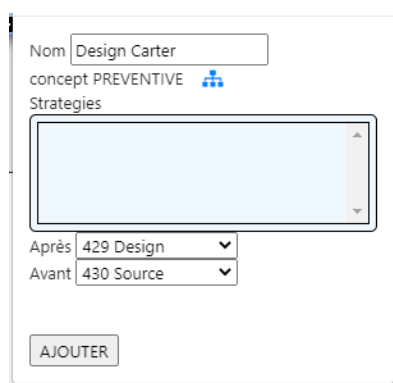 Nom Design Carter
concept PREVENTIVE
Strategies
Après 429 Design
Avant 430 Source
AJOUTER